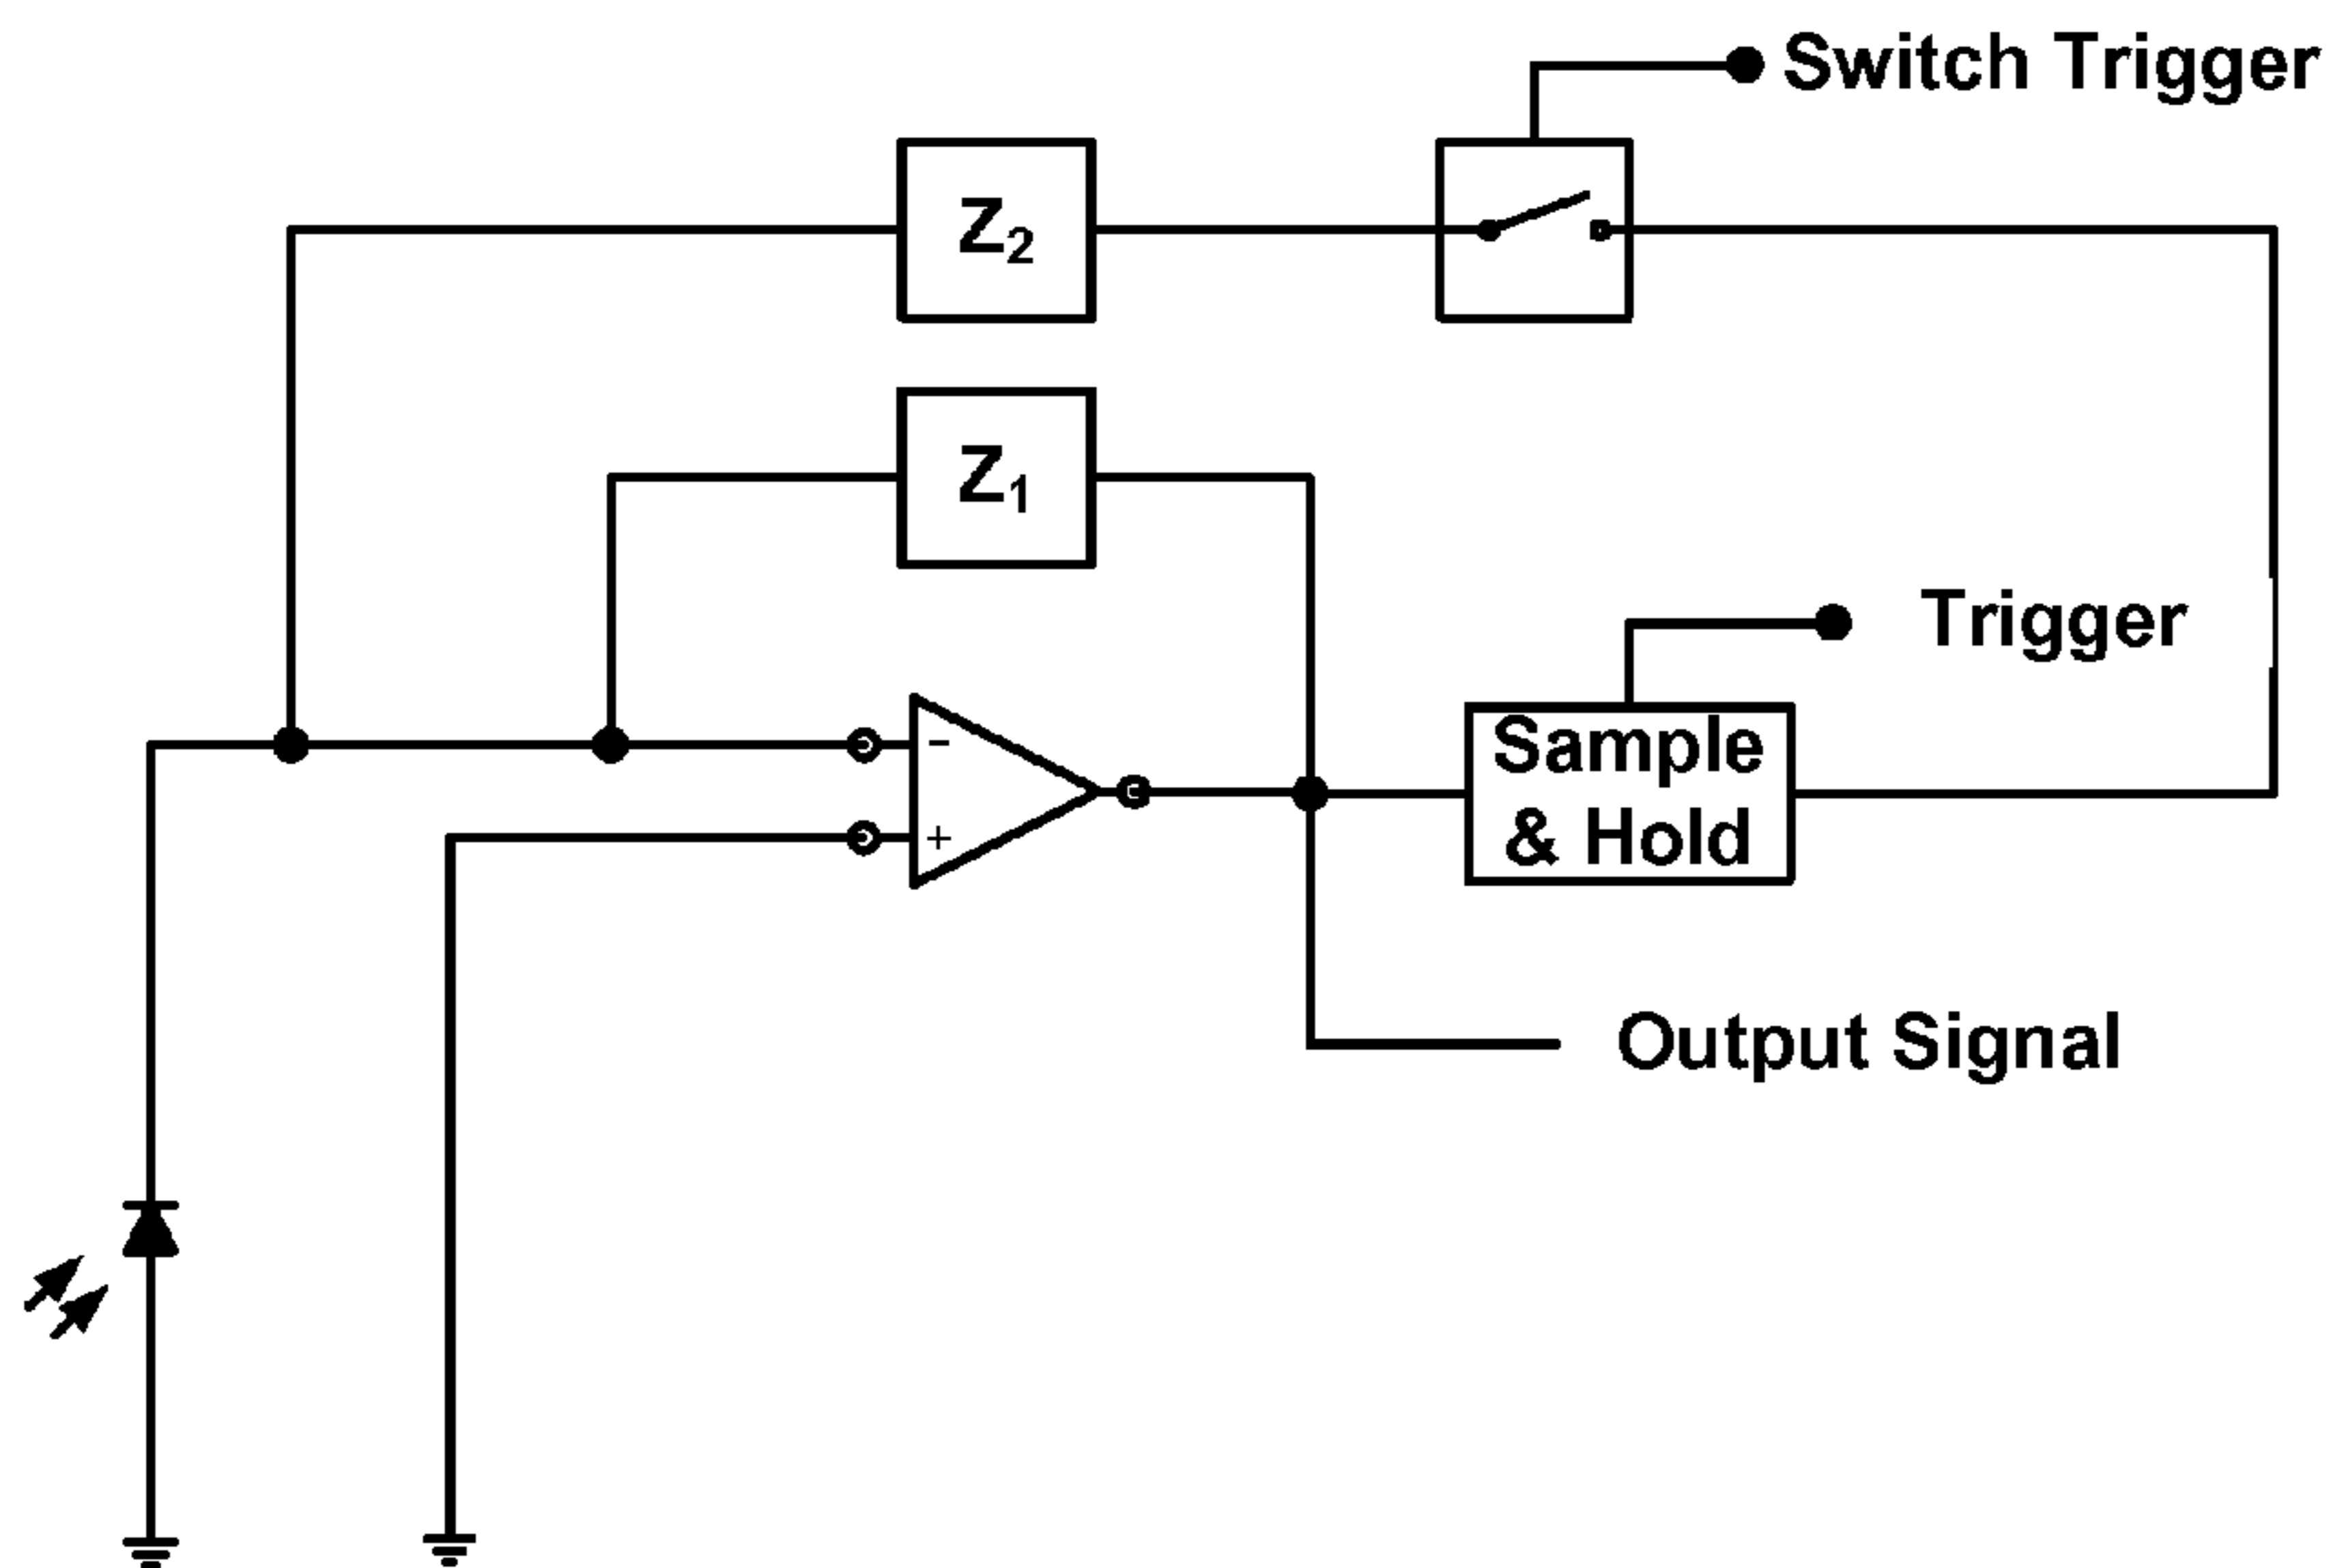 Switch Trigger
Z₂
Z₁
Trigger
-
Sample
& Hold
+
Output Signal